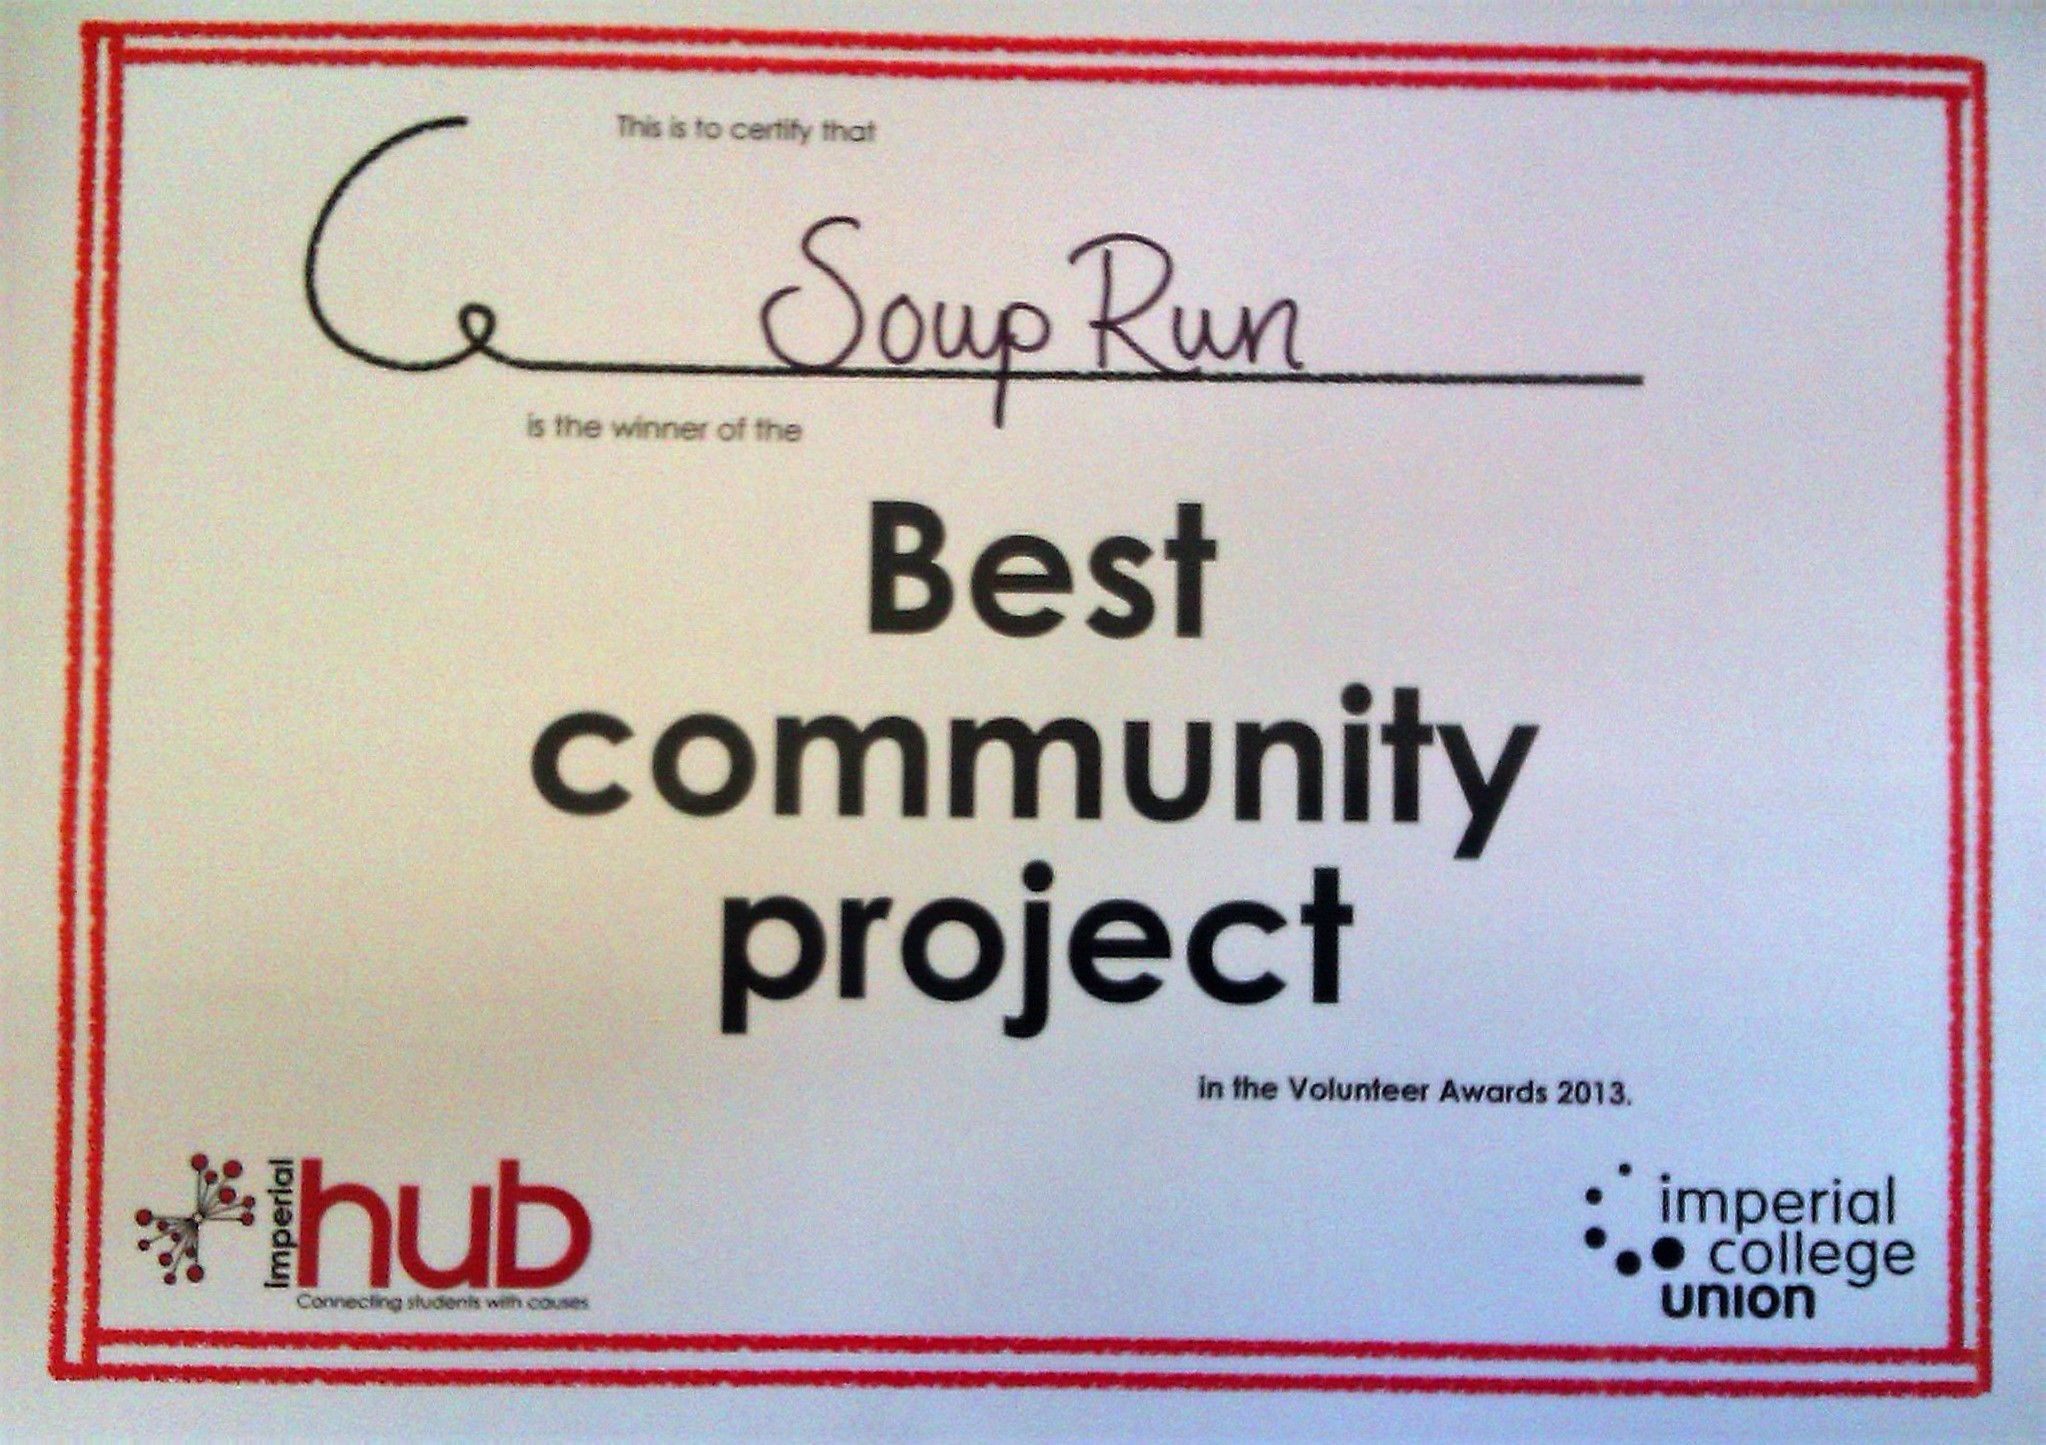 This is to certify that
Soup Run
is the winner of the
Best
community
project
in the Volunteer Awards 2013.
imperial
hub
Connecting students with causes
imperial
college
union